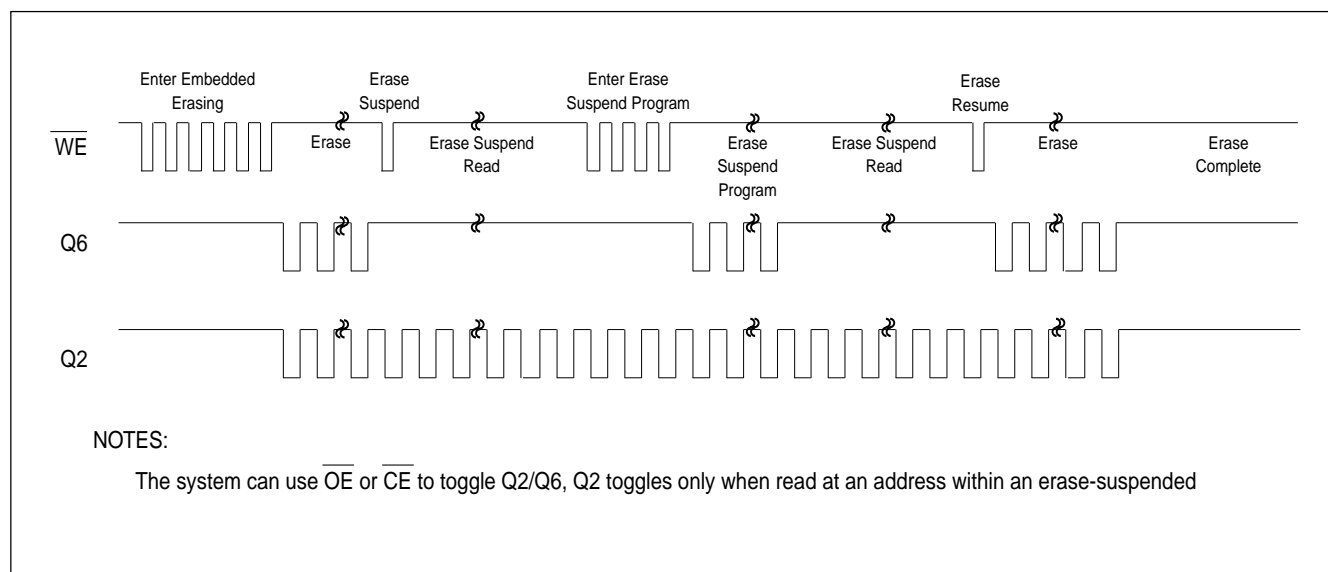 Enter Embedded
Erasing
Erase
Suspend
Enter Erase
Suspend Program
Erase
Resume
WE
Erase
Erase Suspend
Read
Erase
Suspend
Program
Erase Suspend
Read
Erase
Erase
Complete
Q6
Q2
NOTES:
The system can use OE or CE to toggle Q2/Q6, Q2 toggles only when read at an address within an erase-suspended